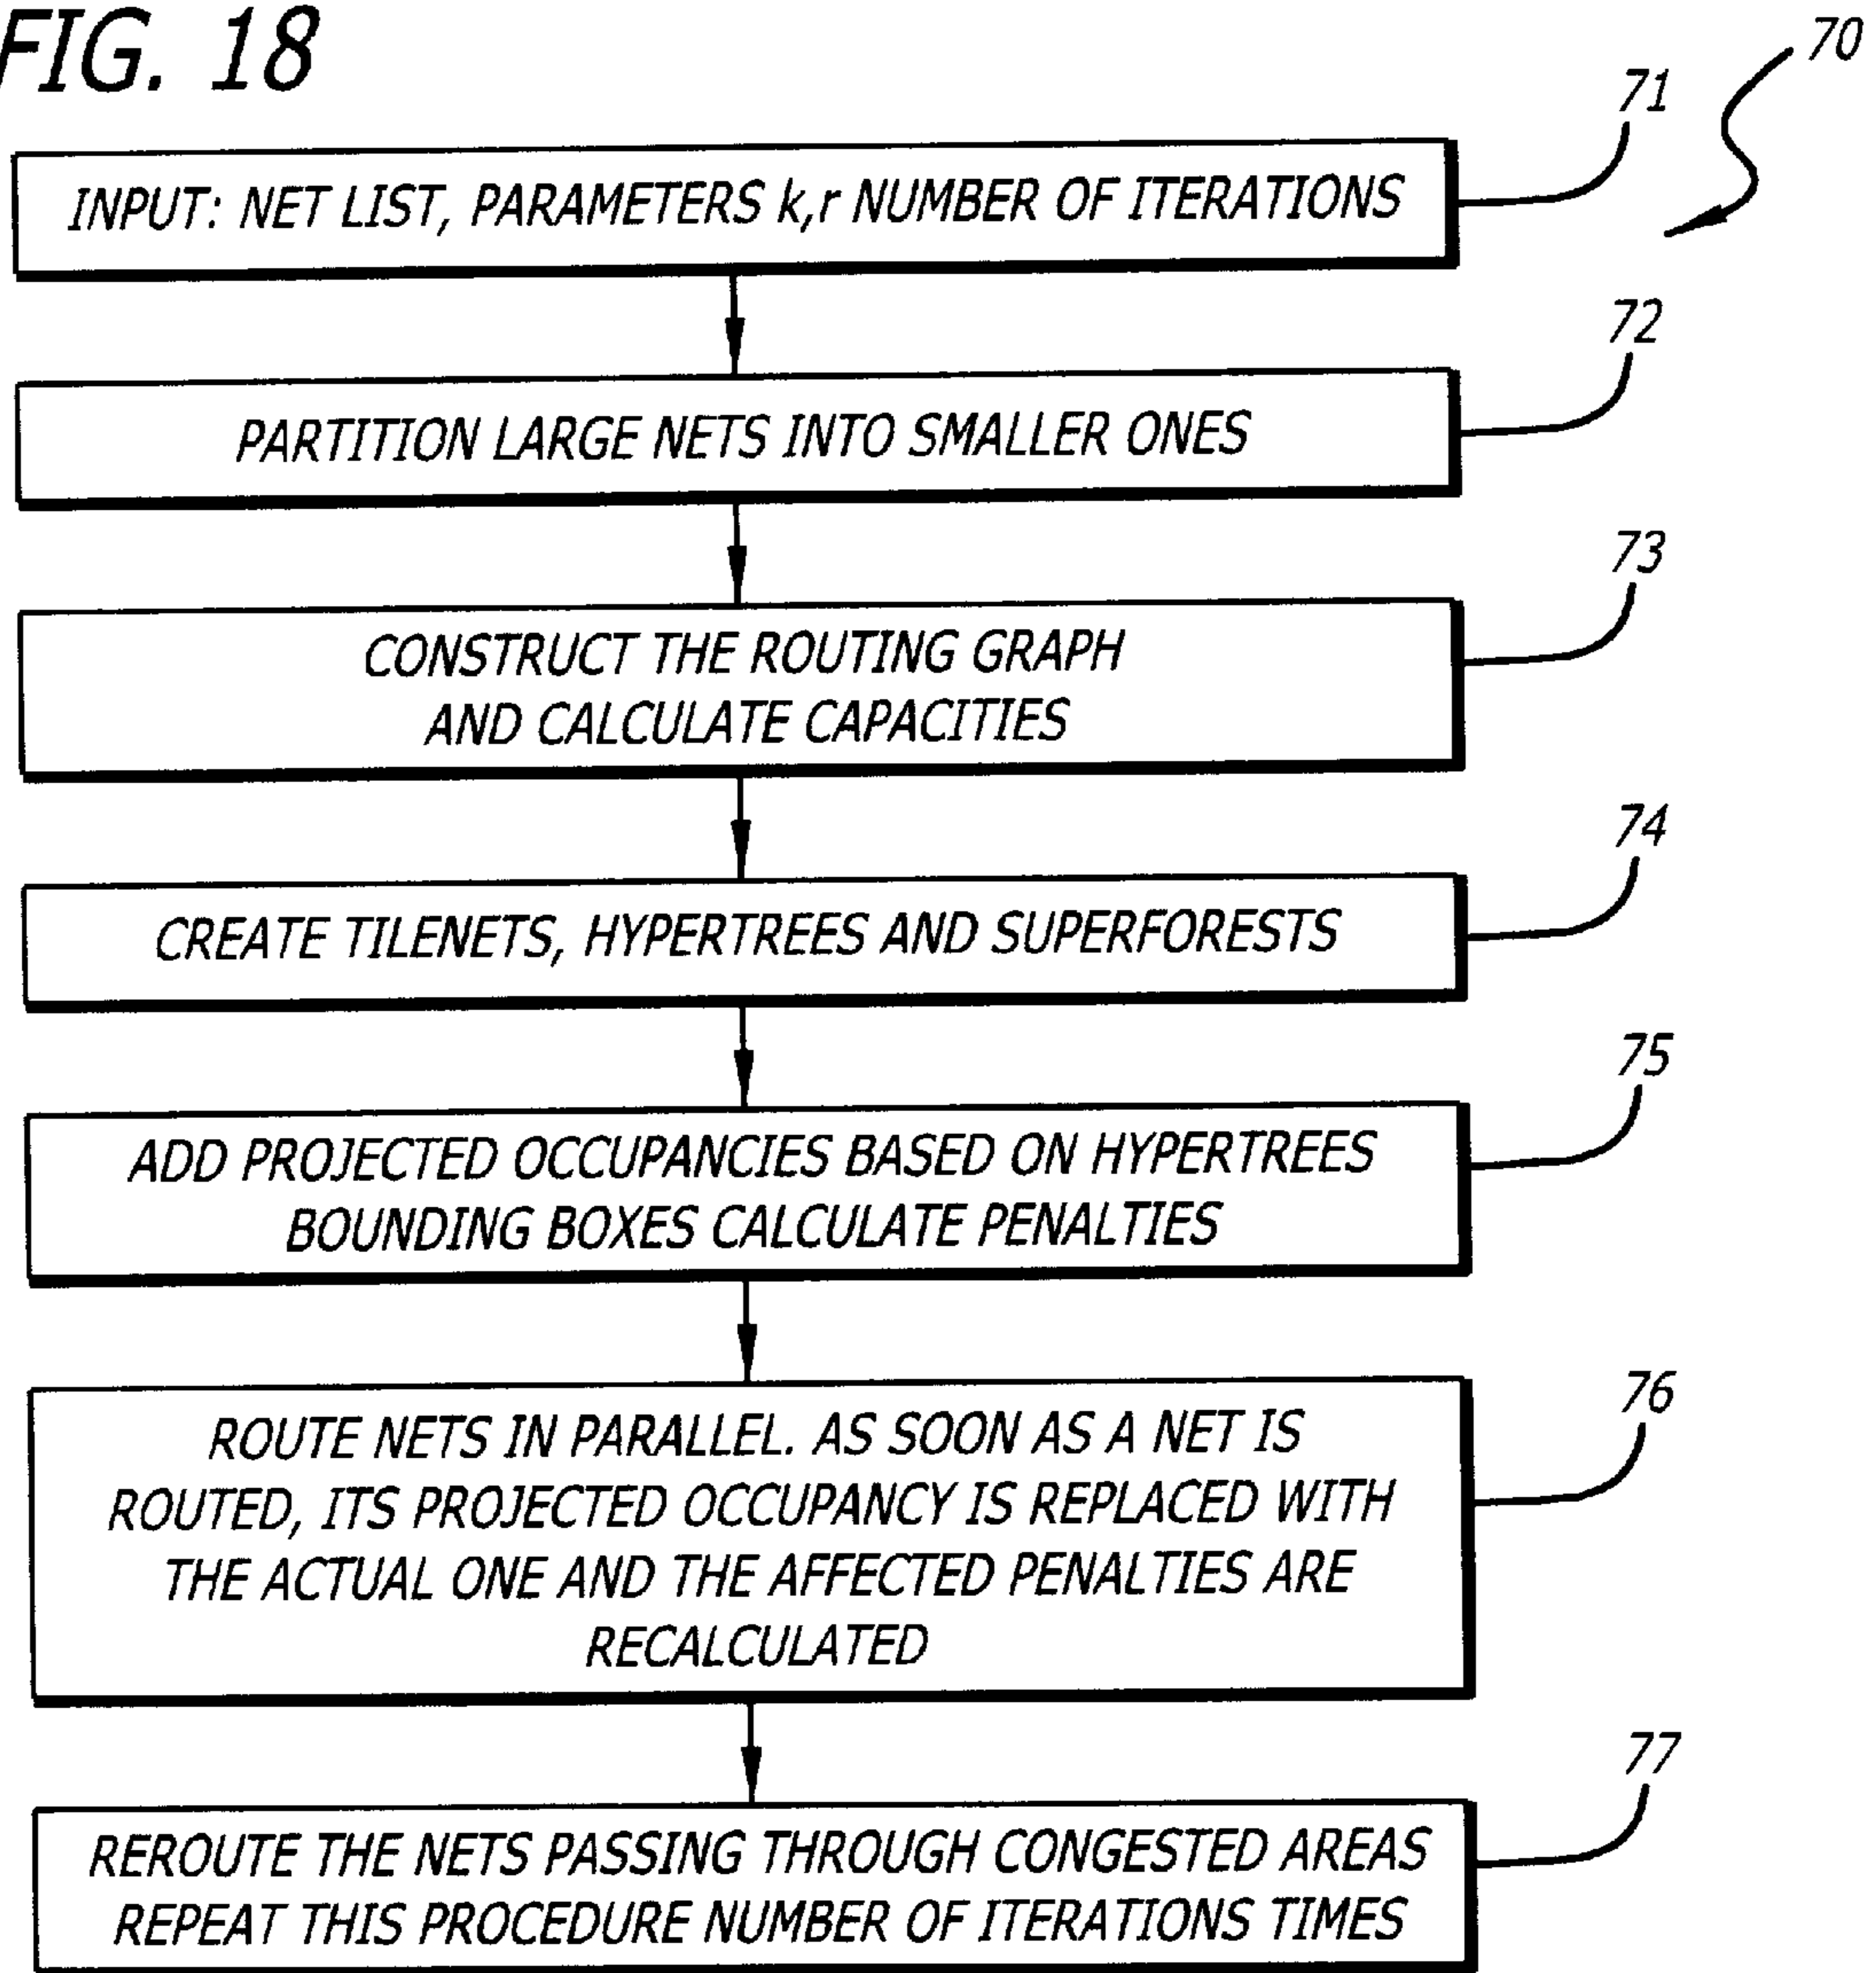 FIG. 18
70
71
INPUT: NET LIST, PARAMETERS k,r NUMBER OF ITERATIONS
72
PARTITION LARGE NETS INTO SMALLER ONES
73
CONSTRUCT THE ROUTING GRAPH
AND CALCULATE CAPACITIES
74
CREATE TILENETS, HYPERTREES AND SUPERFORESTS
75
ADD PROJECTED OCCUPANCIES BASED ON HYPERTREES
BOUNDING BOXES CALCULATE PENALTIES
76
ROUTE NETS IN PARALLEL. AS SOON AS A NET IS
ROUTED, ITS PROJECTED OCCUPANCY IS REPLACED WITH
THE ACTUAL ONE AND THE AFFECTED PENALTIES ARE
RECALCULATED
77
REROUTE THE NETS PASSING THROUGH CONGESTED AREAS
REPEAT THIS PROCEDURE NUMBER OF ITERATIONS TIMES